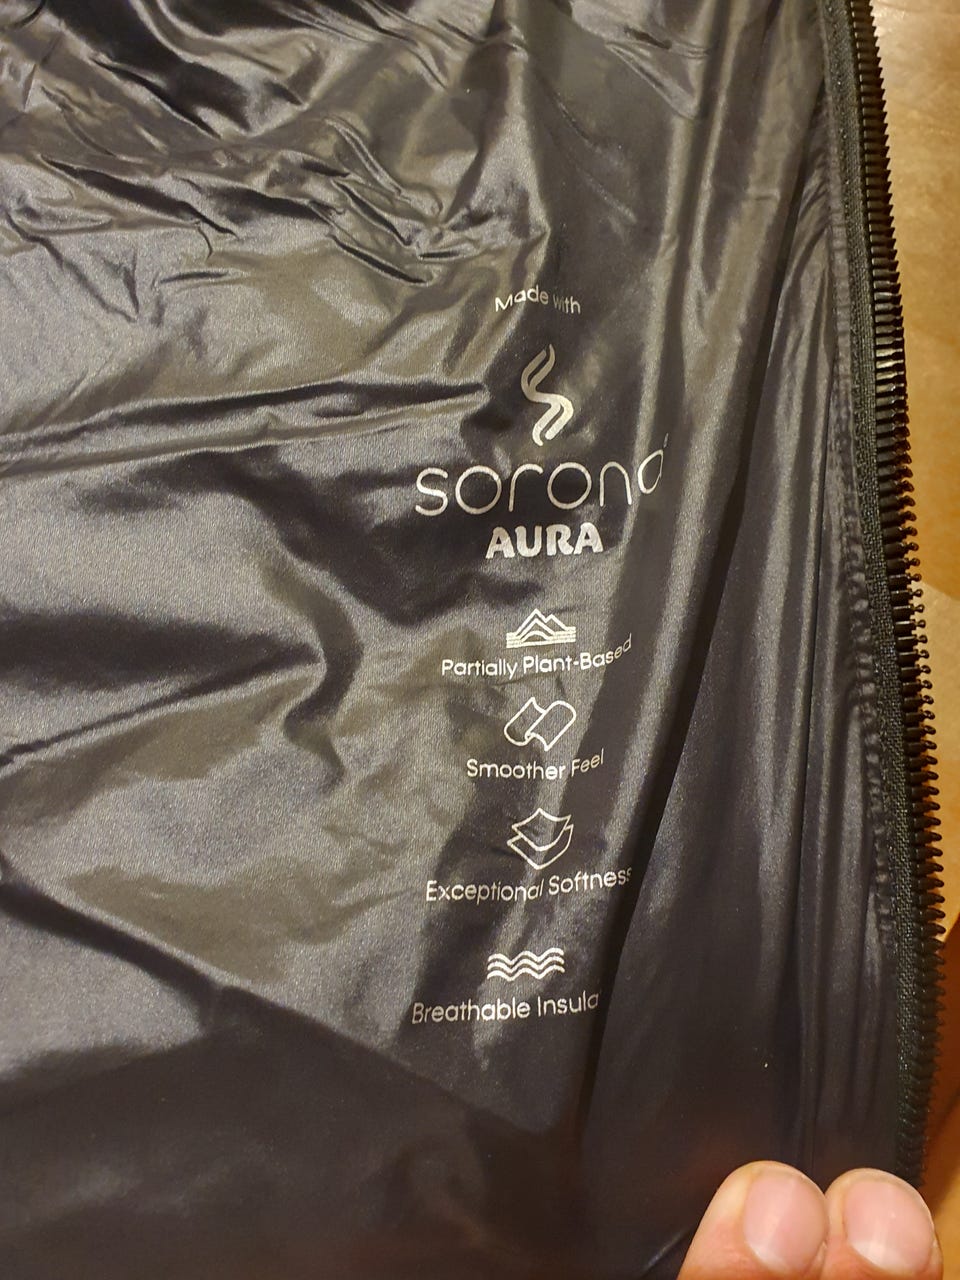 Made with
sorona
AURA
Partially Plant-Based
Smoother Feel
Exceptional Softness
Breathable Insula